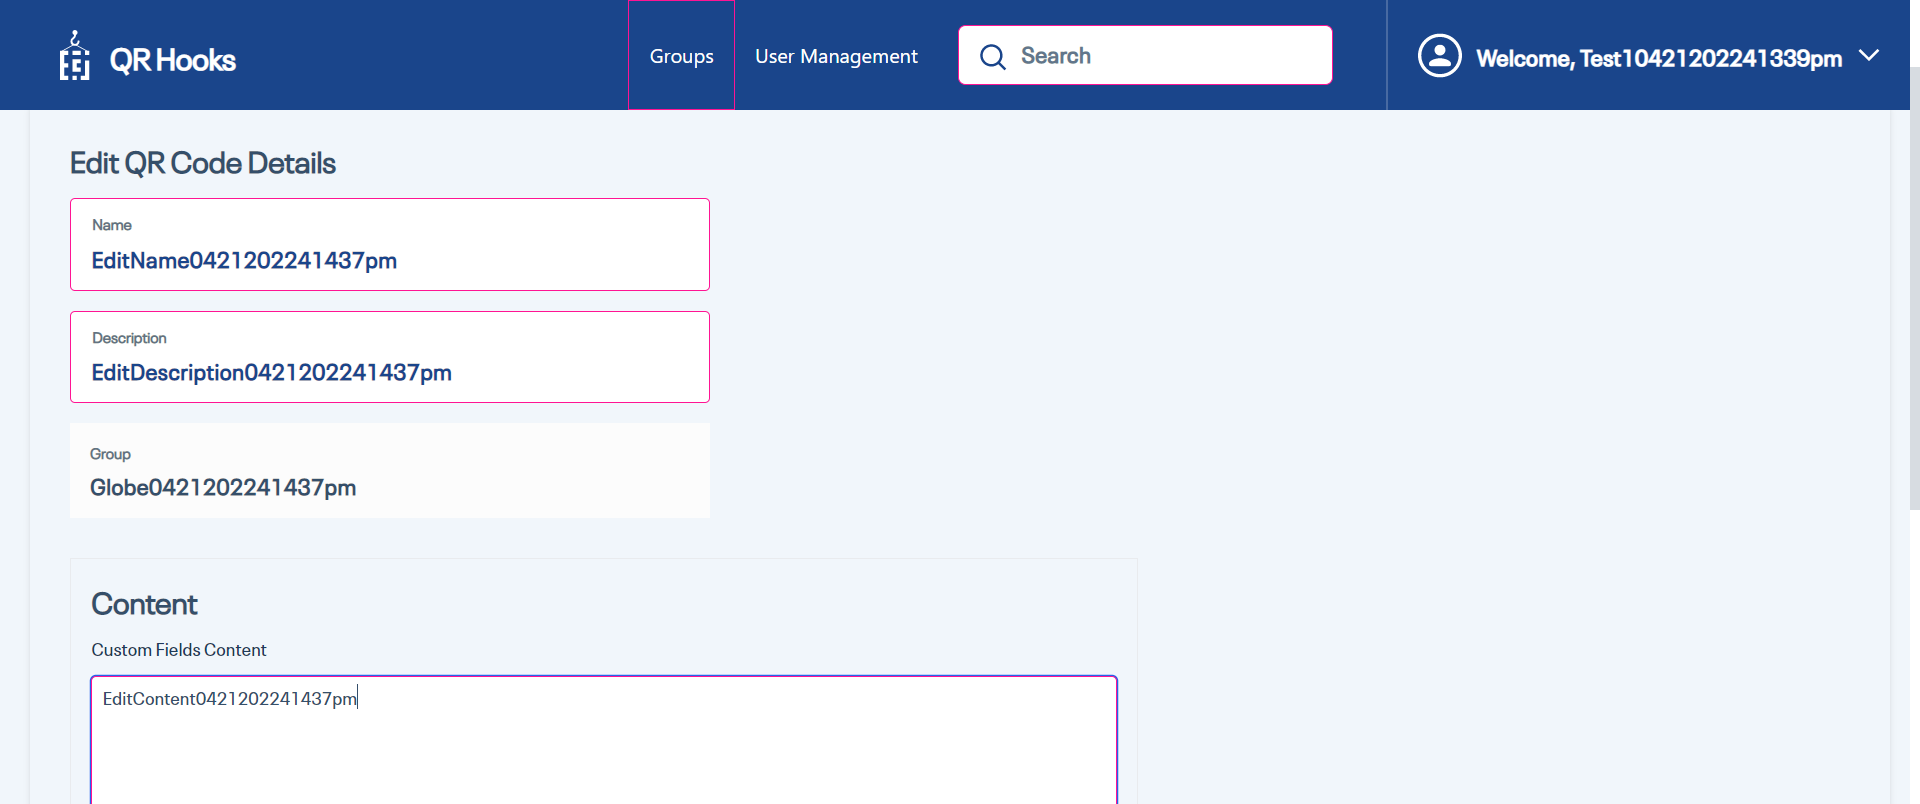 QR Hooks
Groups
User Management
Search
Welcome, Test10421202241339pm
Edit QR Code Details
Name
EditName0421202241437pm
Description
EditDescription0421202241437pm
Group
Globe0421202241437pm
Content
Custom Fields Content
EditContent0421202241437pm